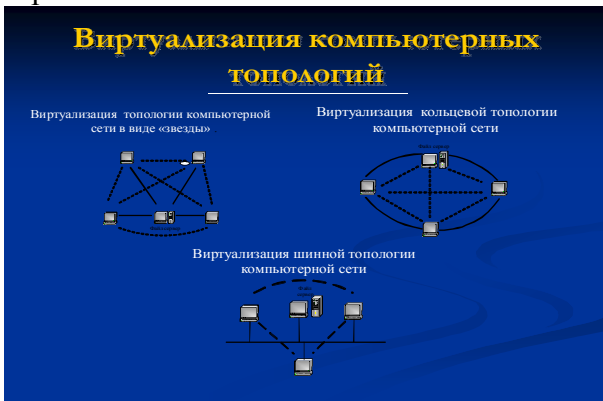 Виртуализация компьютерных
топологий
Виртуализация топологии компьютерной
сети в виде «звезды»
Виртуализация кольцевой топологии
компьютерной сети
Виртуализация шинной топологии
компьютерной сети